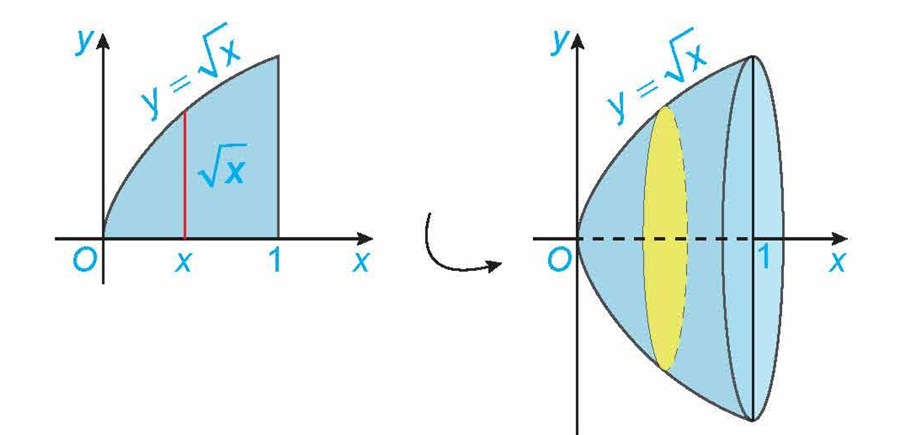 y
y = √x
√x
O
x
1
x
y
y = √x
O
1
x